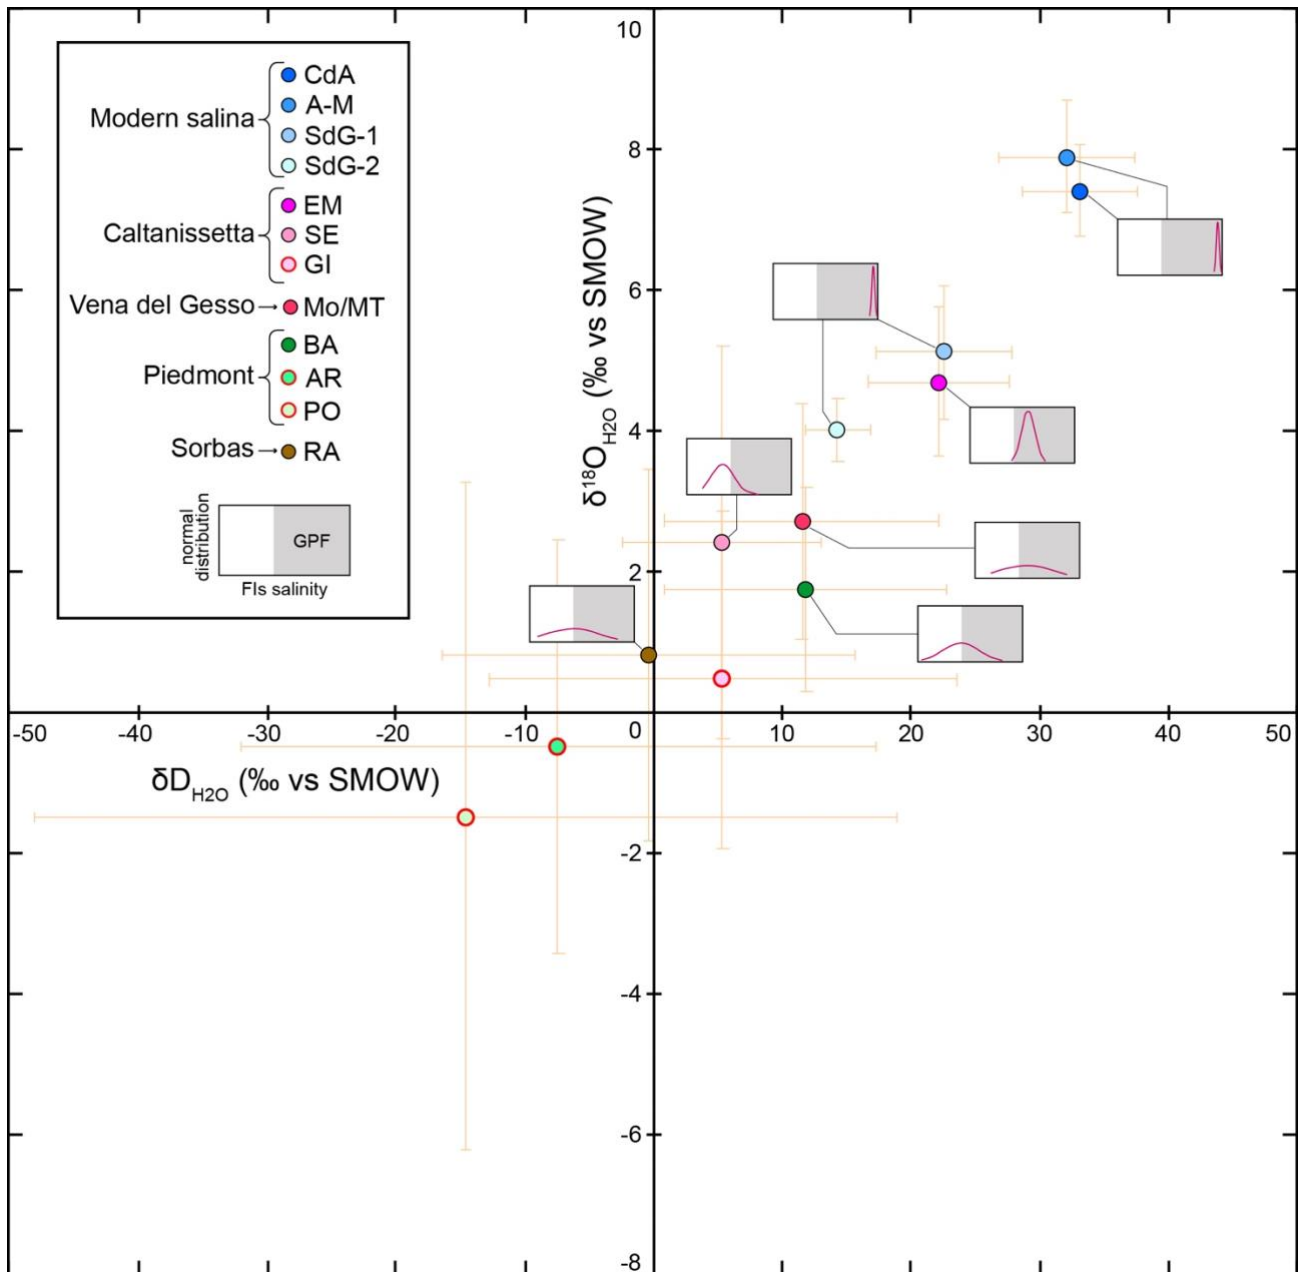 Modern salina
CdA
A-M
SdG-1
SdG-2
Caltanissetta
EM
SE
GI
Vena del Gesso → Mo/MT
Piedmont
BA
AR
PO
Sorbas → RA
normal
distribution
GPF
FIs salinity
δ18OH2O (‰ vs SMOW)
10
8
6
4
2
-50 -40 -30 -20 -10 0 10 20 30 40 50
δDH2O (‰ vs SMOW)
-2
-4
-6
-8